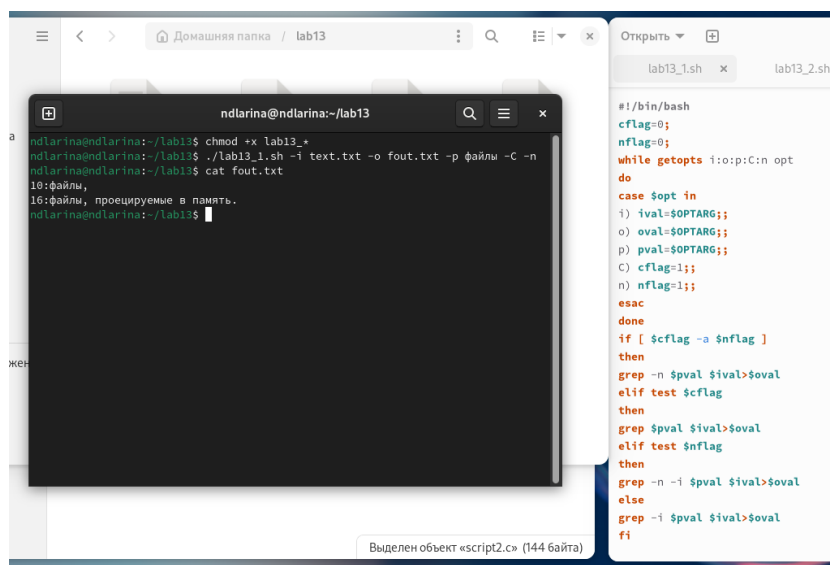 Домашняя папка / lab13
а
жен
ndlarina@ndlarina:~/lab13
ndlarina@ndlarina:~/lab13$ chmod +x lab13_*
ndlarina@ndlarina:~/lab13$ ./lab13_1.sh -i text.txt -o fout.txt -p файлы -C -n
ndlarina@ndlarina:~/lab13$ cat fout.txt
10:файлы,
16:файлы, проецируемые в память.
ndlarina@ndlarina:~/lab13$
Выделен объект «script2.c» (144 байта)
Открыть
lab13_1.sh
lab13_2.sh
#!/bin/bash
cflag=0;
nflag=0;
while getopts i:o:p:C:n opt
do
case $opt in
i) ival=$OPTARG;;
o) oval=$OPTARG;;
p) pval=$OPTARG;;
C) cflag=1;;
n) nflag=1;;
esac
done
if [ $cflag -a $nflag ]
then
grep -n $pval $ival>$oval
elif test $cflag
then
grep $pval $ival>$oval
elif test $nflag
then
grep -n -i $pval $ival>$oval
else
grep -i $pval $ival>$oval
fi